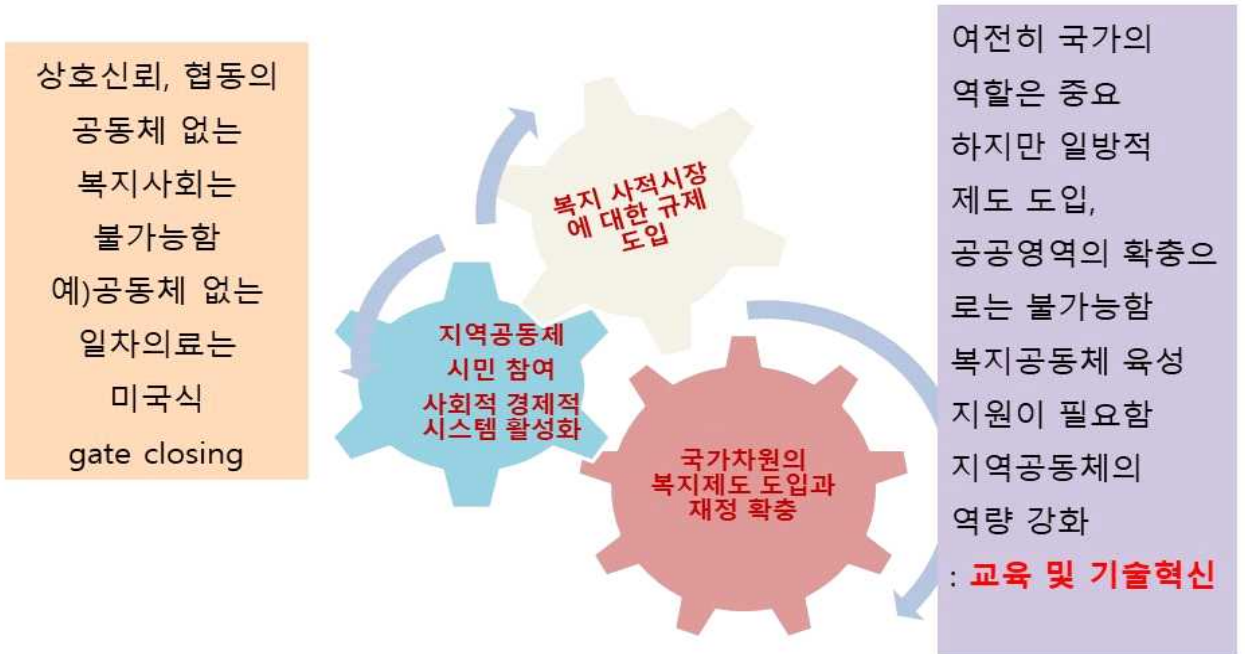 상호신뢰, 협동의
공동체 없는
복지사회는
불가능함
예)공동체 없는
일차의료는
미국식
gate closing
복지 사적시장
에 대한 규제
도입
지역공동제
시민 참여
사회적 경제적
시스템 활성화
국가차원의
복지제도 도입과
재정 확충
여전히 국가의
역할은 중요
하지만 일방적
제도 도입,
공공영역의 확충으
로는 불가능함
복지공동체 육성
지원이 필요함
지역공동체의
역량 강화
: 교육 및 기술혁신